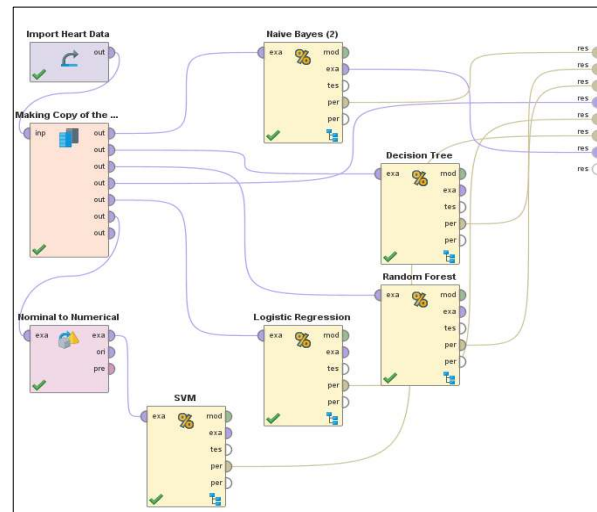 Import Heart Data
out
Making Copy of the ...
inp
out
out
out
out
out
out
out
Nominal to Numerical
exa
exa
ori
pre
SVM
exa
mod
exa
tes
per
per
Naive Bayes (2)
exa
mod
exa
tes
per
per
Decision Tree
exa
mod
exa
tes
per
per
Random Forest
exa
mod
exa
tes
per
per
Logistic Regression
exa
mod
exa
tes
per
per
res
res
res
res
res
res
res
res